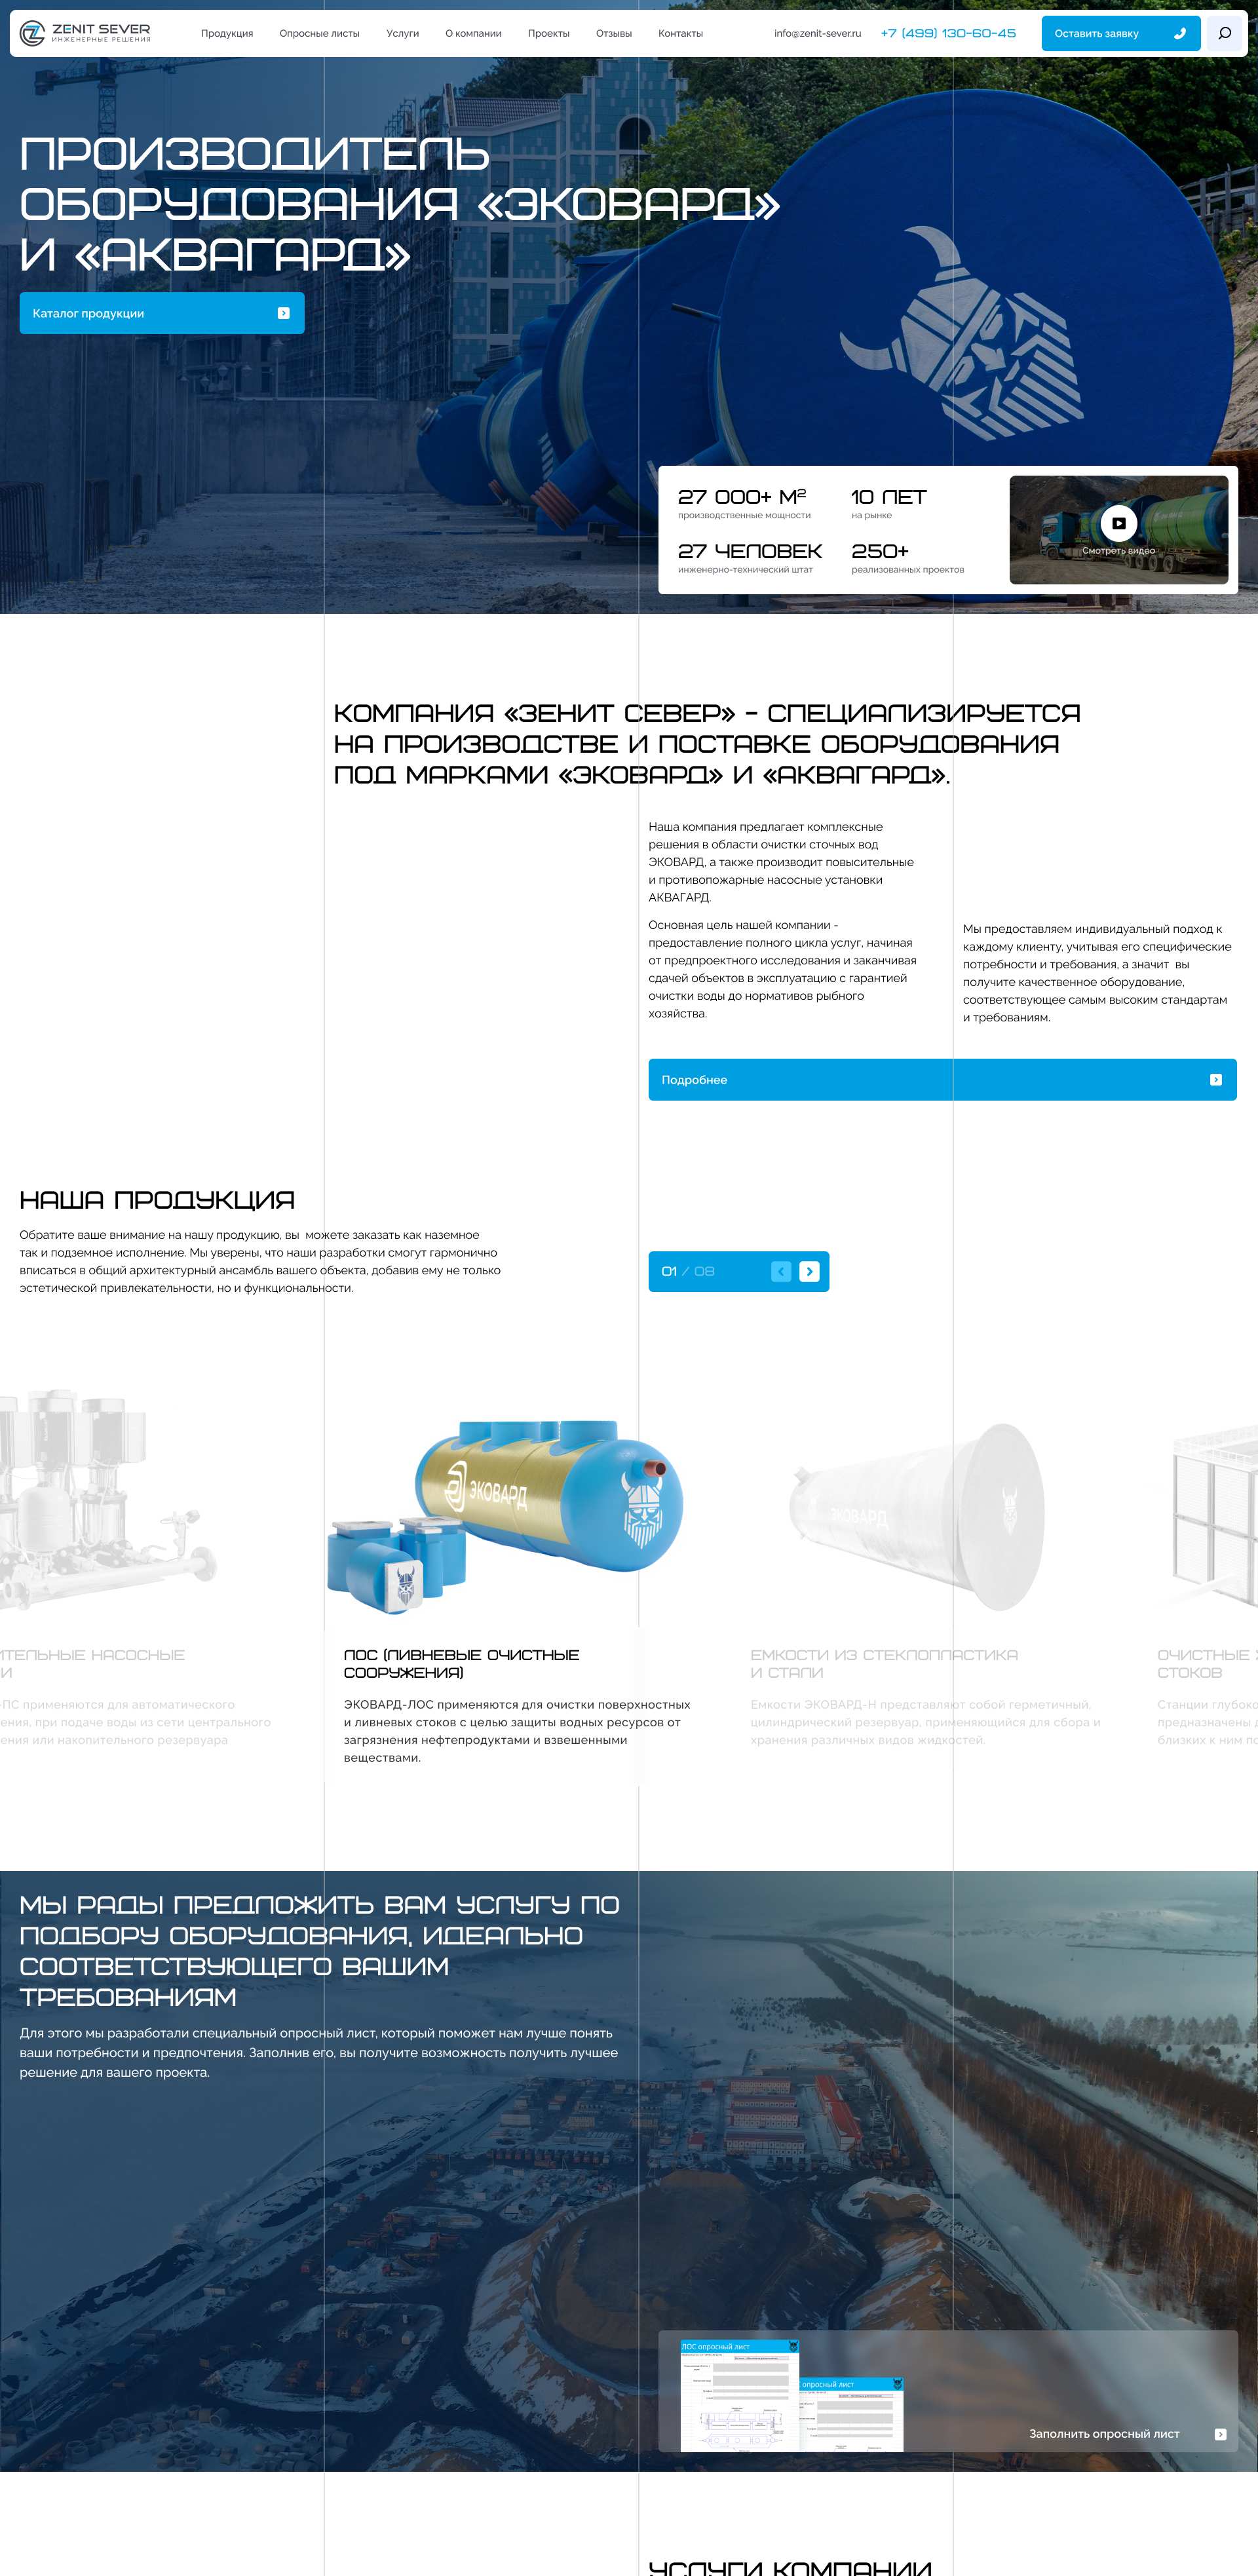 ZENIT SEVER
ИНЖЕНЕРНЫЕ РЕШЕНИЯ
Продукция
Опросные листы
Услуги
О компании
Проекты
Отзывы
Контакты
info@zenit-sever.ru
+7 (499) 130-60-45
Оставить заявку
ПРОИЗВОДИТЕЛЬ
ОБОРУДОВАНИЯ «ЭКОВАРД»
И «АКВАГАРД»
Каталог продукции
27 000+ М²
производственные мощности
10 ЛЕТ
на рынке
27 ЧЕЛОВЕК
инженерно-технический штат
250+
реализованных проектов
Смотреть видео
КОМПАНИЯ «ЗЕНИТ СЕВЕР» - СПЕЦИАЛИЗИРУЕТСЯ
НА ПРОИЗВОДСТВЕ И ПОСТАВКЕ ОБОРУДОВАНИЯ
ПОД МАРКАМИ «ЭКОВАРД» И «АКВАГАРД».
Наша компания предлагает комплексные
решения в области очистки сточных вод
ЭКОВАРД, а также производит повысительные
и противопожарные насосные установки
АКВАГАРД.
Основная цель нашей компании -
предоставление полного цикла услуг, начиная
от предпроектного исследования и заканчивая
сдачей объектов в эксплуатацию с гарантией
очистки воды до нормативов рыбного
хозяйства.
Мы предоставляем индивидуальный подход к
каждому клиенту, учитывая его специфические
потребности и требования, а значит вы
получите качественное оборудование,
соответствующее самым высоким стандартам
и требованиям.
Подробнее
НАША ПРОДУКЦИЯ
Обратите ваше внимание на нашу продукцию, вы можете заказать как наземное
так и подземное исполнение. Мы уверены, что наши разработки смогут гармонично
вписаться в общий архитектурный ансамбль вашего объекта, добавив ему не только
эстетической привлекательности, но и функциональности.
01 / 08
ЭКОВАРД
ЭКОВАРД
ИТЕЛЬНЫЕ НАСОСНЫЕ
И
-ПС применяются для автоматического
ения, при подаче воды из сети центрального
ения или накопительного резервуара
ЛОС (ЛИВНЕВЫЕ ОЧИСТНЫЕ
СООРУЖЕНИЯ)
ЭКОВАРД-ЛОС применяются для очистки поверхностных
и ливневых стоков с целью защиты водных ресурсов от
загрязнения нефтепродуктами и взвешенными
веществами.
ЕМКОСТИ ИЗ СТЕКЛОПЛАСТИКА
И СТАЛИ
Емкости ЭКОВАРД-Н представляют собой герметичный,
цилиндрический резервуар, применяющийся для сбора и
хранения различных видов жидкостей.
ОЧИСТНЫЕ
СТОКОВ
Станции глубоко
предназначены
близких к ним по
МЫ РАДЫ ПРЕДЛОЖИТЬ ВАМ УСЛУГУ ПО
ПОДБОРУ ОБОРУДОВАНИЯ, ИДЕАЛЬНО
СООТВЕТСТВУЮЩЕГО ВАШИМ
ТРЕБОВАНИЯМ
Для этого мы разработали специальный опросный лист, который поможет нам лучше понять
ваши потребности и предпочтения. Заполнив его, вы получите возможность получить лучшее
решение для вашего проекта.
ЛОС опросный лист
опросный лист
Заполнить опросный лист
УСЛУГИ КОМПАНИИ